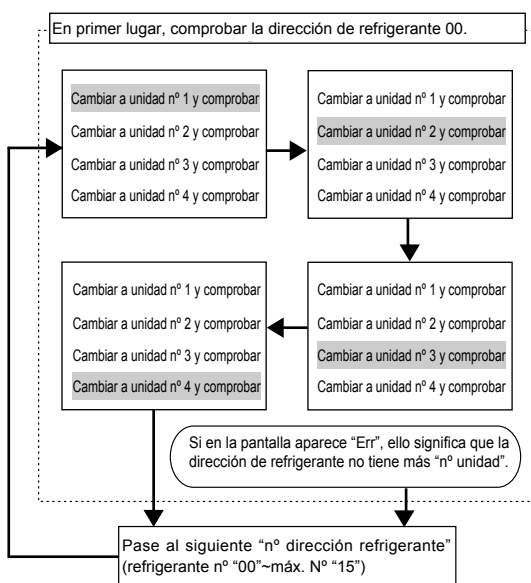 En primer lugar, comprobar la dirección de refrigerante 00.
Cambiar a unidad nº 1 y comprobar
Cambiar a unidad nº 2 y comprobar
Cambiar a unidad nº 3 y comprobar
Cambiar a unidad nº 4 y comprobar
Cambiar a unidad nº 1 y comprobar
Cambiar a unidad nº 2 y comprobar
Cambiar a unidad nº 3 y comprobar
Cambiar a unidad nº 4 y comprobar
Cambiar a unidad nº 1 y comprobar
Cambiar a unidad nº 2 y comprobar
Cambiar a unidad nº 3 y comprobar
Cambiar a unidad nº 4 y comprobar
Cambiar a unidad nº 1 y comprobar
Cambiar a unidad nº 2 y comprobar
Cambiar a unidad nº 3 y comprobar
Cambiar a unidad nº 4 y comprobar
Si en la pantalla aparece “Err”, ello significa que la
dirección de refrigerante no tiene más “nº unidad”.
Pase al siguiente “nº dirección refrigerante”
(refrigerante nº “00”~máx. Nº “15”)